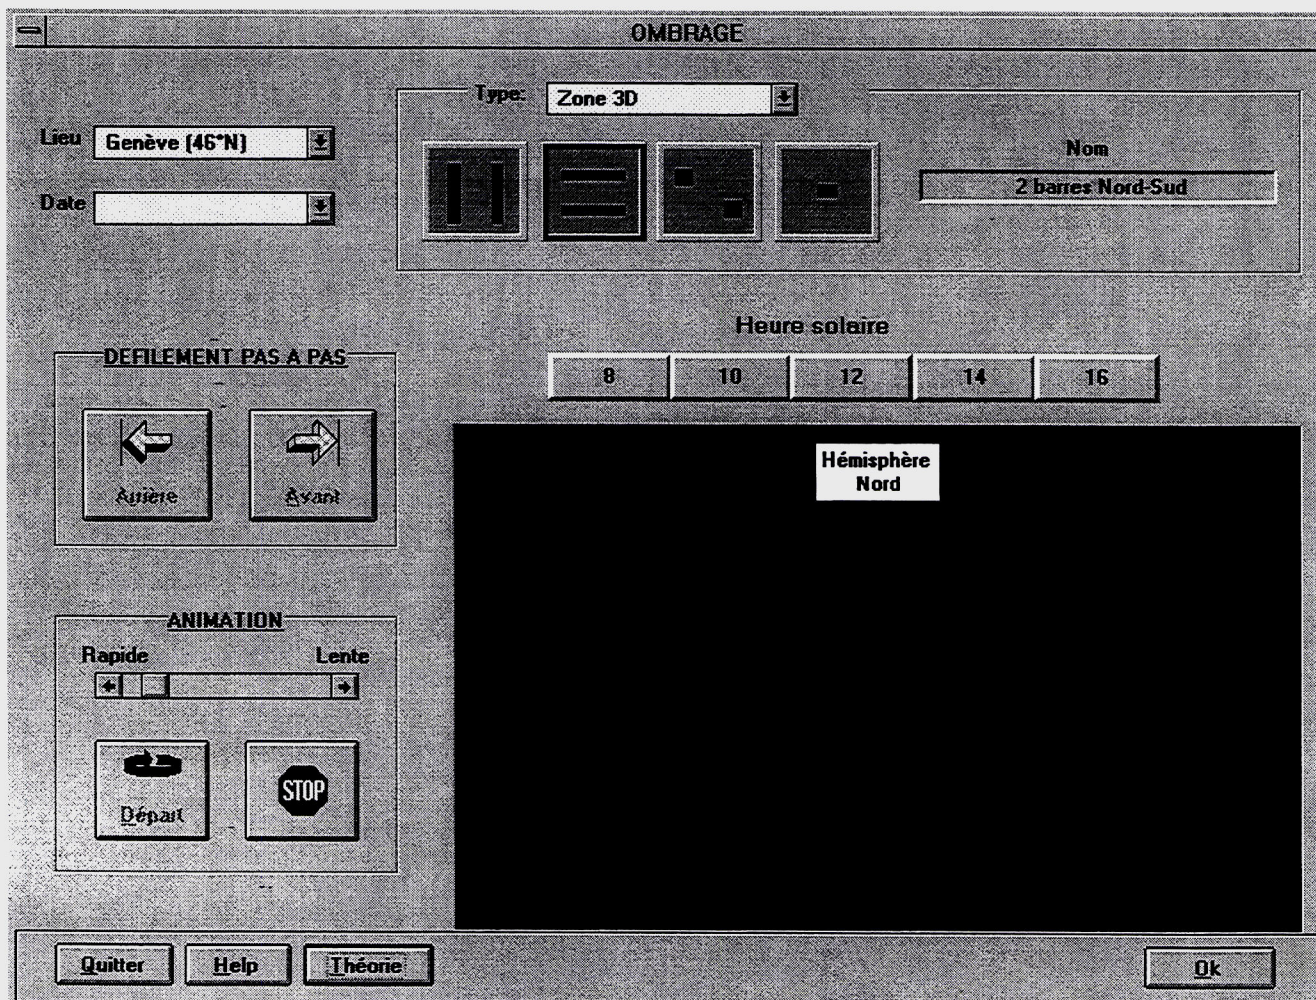 OMBRAGE
Type: Zone 3D
Lieu Genève (46°N)
Nom
2 barres Nord-Sud
Date
Heure solaire
8 10 12 14 16
DEFILEMENT PAS A PAS
Arrière Avant
Hémisphère
Nord
ANIMATION
Rapide Lente
Départ STOP
Quitter Help Théorie Ok